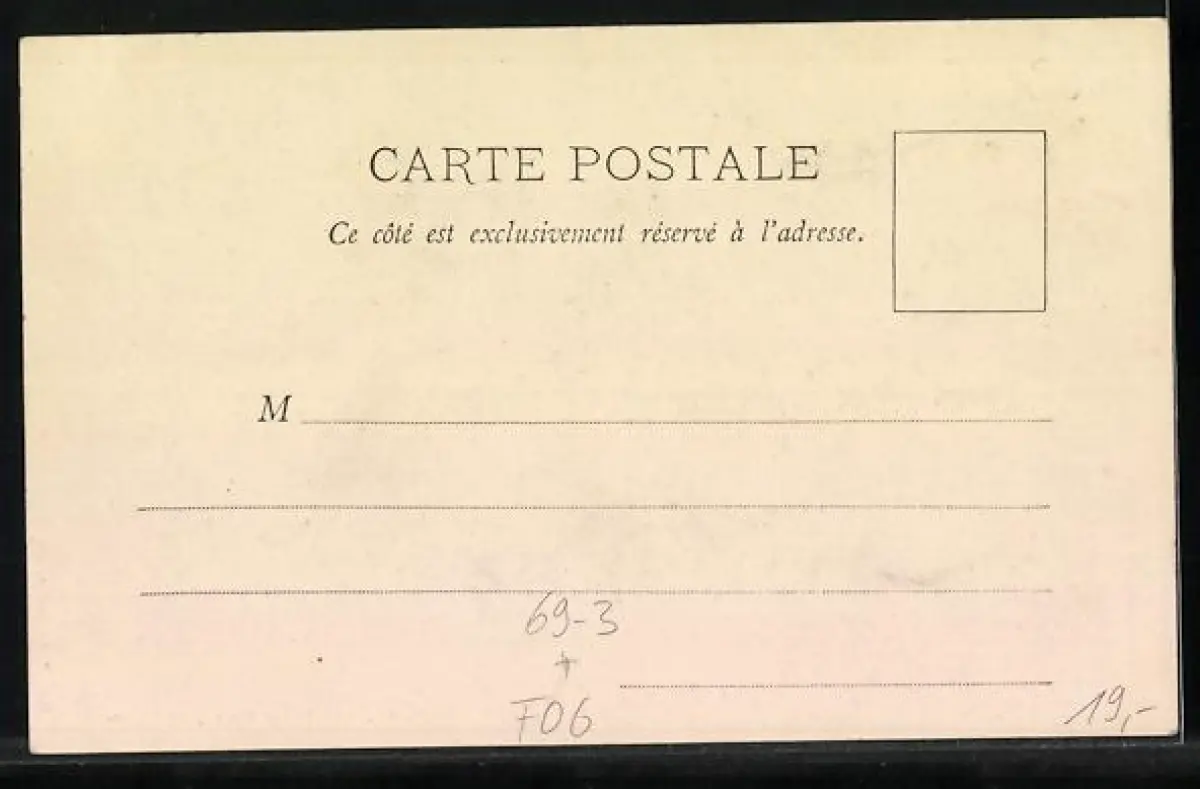 CARTE POSTALE
Ce côté est exclusivement réservé à l'adresse.
M
69-3
+
F06
19,-